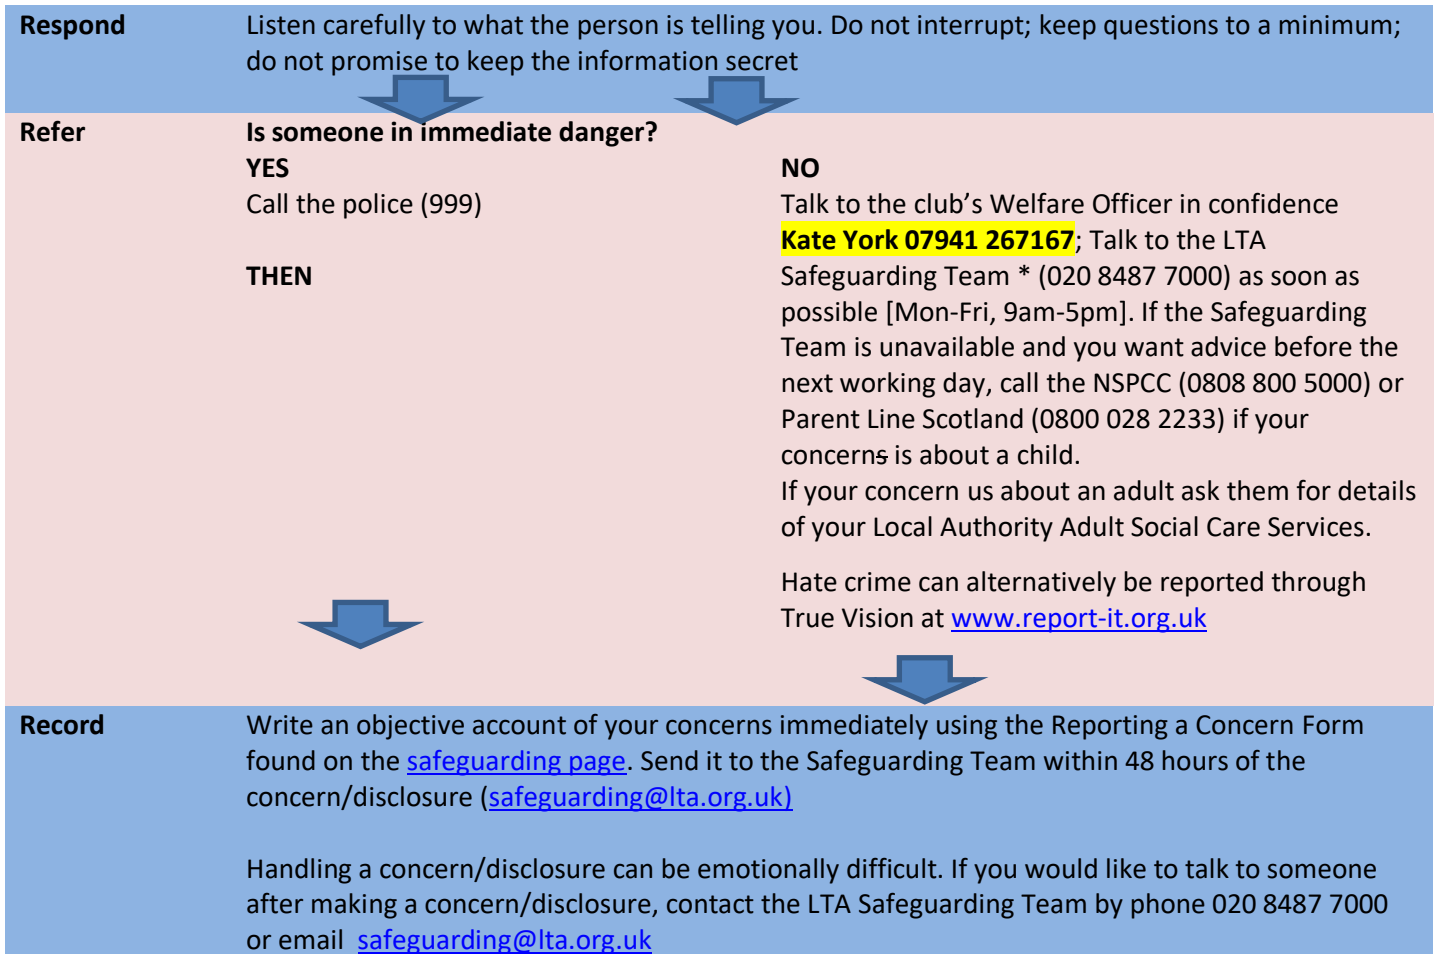 Respond
Listen carefully to what the person is telling you. Do not interrupt; keep questions to a minimum;
do not promise to keep the information secret
Refer
Is someone in immediate danger?
YES
Call the police (999)
THEN
NO
Talk to the club’s Welfare Officer in confidence
Kate York 07941 267167; Talk to the LTA
Safeguarding Team * (020 8487 7000) as soon as
possible [Mon-Fri, 9am-5pm]. If the Safeguarding
Team is unavailable and you want advice before the
next working day, call the NSPCC (0808 800 5000) or
Parent Line Scotland (0800 028 2233) if your
concerns is about a child.
If your concern us about an adult ask them for details
of your Local Authority Adult Social Care Services.
Hate crime can alternatively be reported through
True Vision at www.report-it.org.uk
Record
Write an objective account of your concerns immediately using the Reporting a Concern Form
found on the safeguarding page. Send it to the Safeguarding Team within 48 hours of the
concern/disclosure (safeguarding@lta.org.uk)
Handling a concern/disclosure can be emotionally difficult. If you would like to talk to someone
after making a concern/disclosure, contact the LTA Safeguarding Team by phone 020 8487 7000
or email safeguarding@lta.org.uk